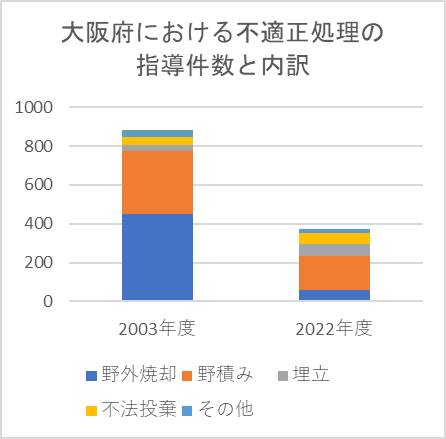 大阪府における不適正処理の
指導件数と内訳
1000
800
600
400
200
0
2003年度 2022年度
野外焼却 野積み 埋立
不法投棄 その他